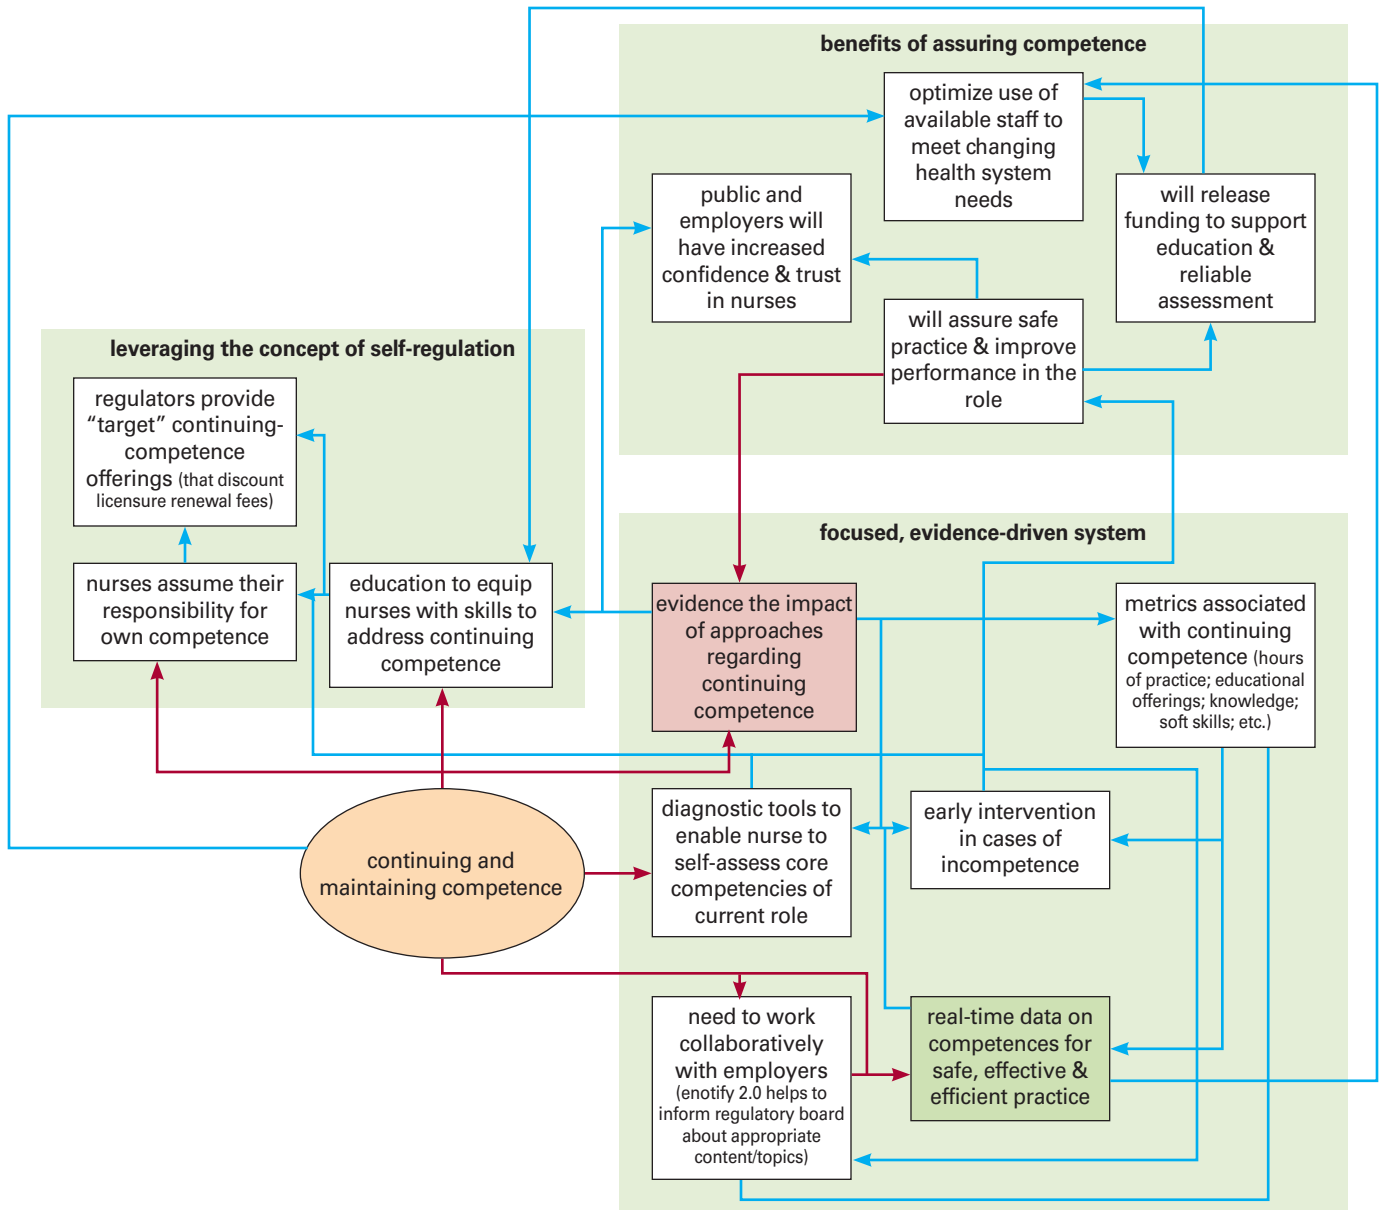 benefits of assuring competence
optimize use of
available staff to
meet changing
health system
needs
public and
employers will
have increased
confidence & trust
in nurses
will release
funding to support
education &
reliable
assessment
will assure safe
practice & improve
performance in the
role
leveraging the concept of self-regulation
regulators provide
“target” continuing-
competence
offerings (that discount
licensure renewal fees)
nurses assume their
responsibility for
own competence
education to equip
nurses with skills to
address continuing
competence
focused, evidence-driven system
evidence the impact
of approaches
regarding
continuing
competence
metrics associated
with continuing
competence (hours
of practice; educational
offerings; knowledge;
soft skills; etc.)
diagnostic tools to
enable nurse to
self-assess core
competencies of
current role
early intervention
in cases of
incompetence
continuing and
maintaining competence
need to work
collaboratively
with employers
(enotify 2.0 helps to
inform regulatory board
about appropriate
content/topics)
real-time data on
competences for
safe, effective &
efficient practice